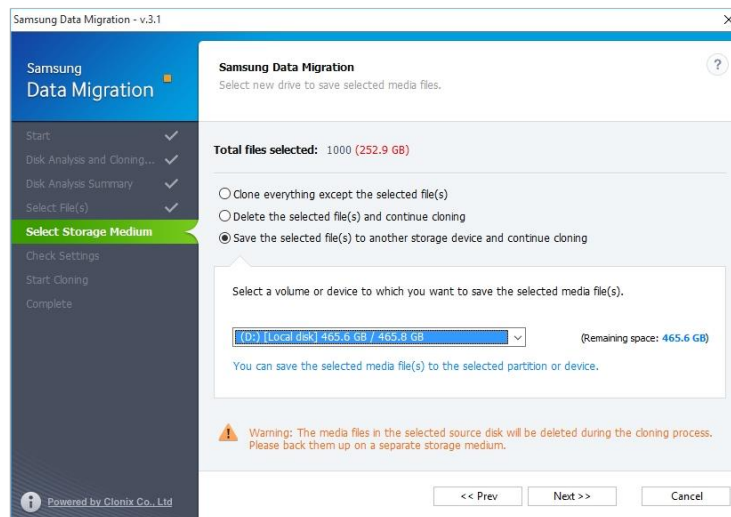 Samsung Data Migration - v.3.1
Samsung
Data Migration
Start
Disk Analysis and Cloning...
Disk Analysis Summary
Select File(s)
Select Storage Medium
Check Settings
Start Cloning
Complete
Powered by Clonix Co., Ltd
Samsung Data Migration
Select new drive to save selected media files.
?
Total files selected: 1000 (252.9 GB)
Clone everything except the selected file(s)
Delete the selected file(s) and continue cloning
Save the selected file(s) to another storage device and continue cloning
Select a volume or device to which you want to save the selected media file(s).
(D:) [Local disk] 465.6 GB / 465.8 GB
(Remaining space: 465.6 GB)
You can save the selected media file(s) to the selected partition or device.
Warning: The media files in the selected source disk will be deleted during the cloning process.
Please back them up on a separate storage medium.
<< Prev
Next >>
Cancel